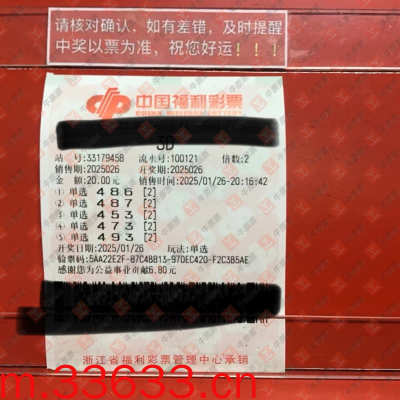 请核对确认，如有差错，及时提醒
中奖以票为准，祝您好运！！！
中国福利彩票
CHINA WELFARE LOTTERY
3D
站 号:33179458 流水号:100121 倍数:2
销售期:2025026 开奖期:2025026
金 额:20.00元 销售时间:2025/01/26-20:16:42
① 单选 4 8 6 [2]
② 单选 4 8 7 [2]
③ 单选 4 5 3 [2]
④ 单选 4 7 3 [2]
⑤ 单选 4 9 3 [2]
开奖日期:2025/01/26 玩法:单选
验票码:5AA22E2F-87C48B13-970EC420-F2C3B5AE
感谢您为公益事业贡献6.80元
浙江省福利彩票管理中心承销
m.33633.cn